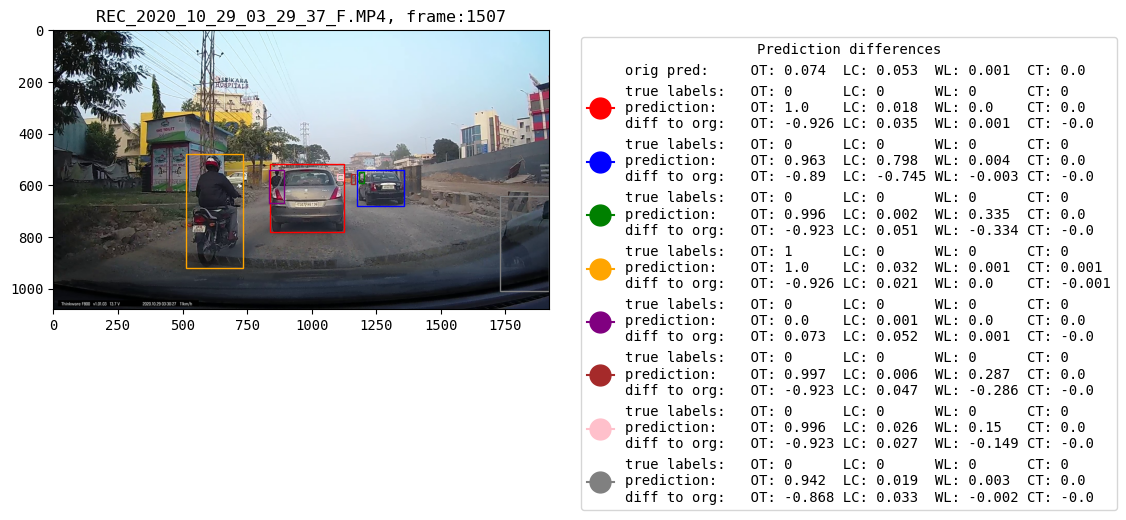 REC_2020_10_29_03_29_37_F.MP4, frame:1507
0
200
400
600
800
1000
0 250 500 750 1000 1250 1500 1750
Prediction differences
orig pred: OT: 0.074 LC: 0.053 WL: 0.001 CT: 0.0
true labels: OT: 0 LC: 0 WL: 0 CT: 0
prediction: OT: 1.0 LC: 0.018 WL: 0.0 CT: 0.0
diff to org: OT: -0.926 LC: 0.035 WL: 0.001 CT: -0.0
true labels: OT: 0 LC: 0 WL: 0 CT: 0
prediction: OT: 0.963 LC: 0.798 WL: 0.004 CT: 0.0
diff to org: OT: -0.89 LC: -0.745 WL: -0.003 CT: -0.0
true labels: OT: 0 LC: 0 WL: 0 CT: 0
prediction: OT: 0.996 LC: 0.002 WL: 0.335 CT: 0.0
diff to org: OT: -0.923 LC: 0.051 WL: -0.334 CT: -0.0
true labels: OT: 1 LC: 0 WL: 0 CT: 0
prediction: OT: 1.0 LC: 0.032 WL: 0.001 CT: 0.001
diff to org: OT: -0.926 LC: 0.021 WL: 0.0 CT: -0.001
true labels: OT: 0 LC: 0 WL: 0 CT: 0
prediction: OT: 0.0 LC: 0.001 WL: 0.0 CT: 0.0
diff to org: OT: 0.073 LC: 0.052 WL: 0.001 CT: -0.0
true labels: OT: 0 LC: 0 WL: 0 CT: 0
prediction: OT: 0.997 LC: 0.006 WL: 0.287 CT: 0.0
diff to org: OT: -0.923 LC: 0.047 WL: -0.286 CT: -0.0
true labels: OT: 0 LC: 0 WL: 0 CT: 0
prediction: OT: 0.996 LC: 0.026 WL: 0.15 CT: 0.0
diff to org: OT: -0.923 LC: 0.027 WL: -0.149 CT: -0.0
true labels: OT: 0 LC: 0 WL: 0 CT: 0
prediction: OT: 0.942 LC: 0.019 WL: 0.003 CT: 0.0
diff to org: OT: -0.868 LC: 0.033 WL: -0.002 CT: -0.0